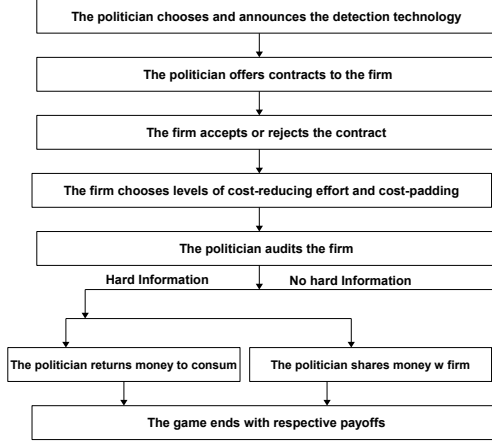 The politician chooses and announces the detection technology
The politician offers contracts to the firm
The firm accepts or rejects the contract
The firm chooses levels of cost-reducing effort and cost-padding
The politician audits the firm
Hard Information
No hard Information
The politician returns money to consum
The politician shares money w firm
The game ends with respective payoffs